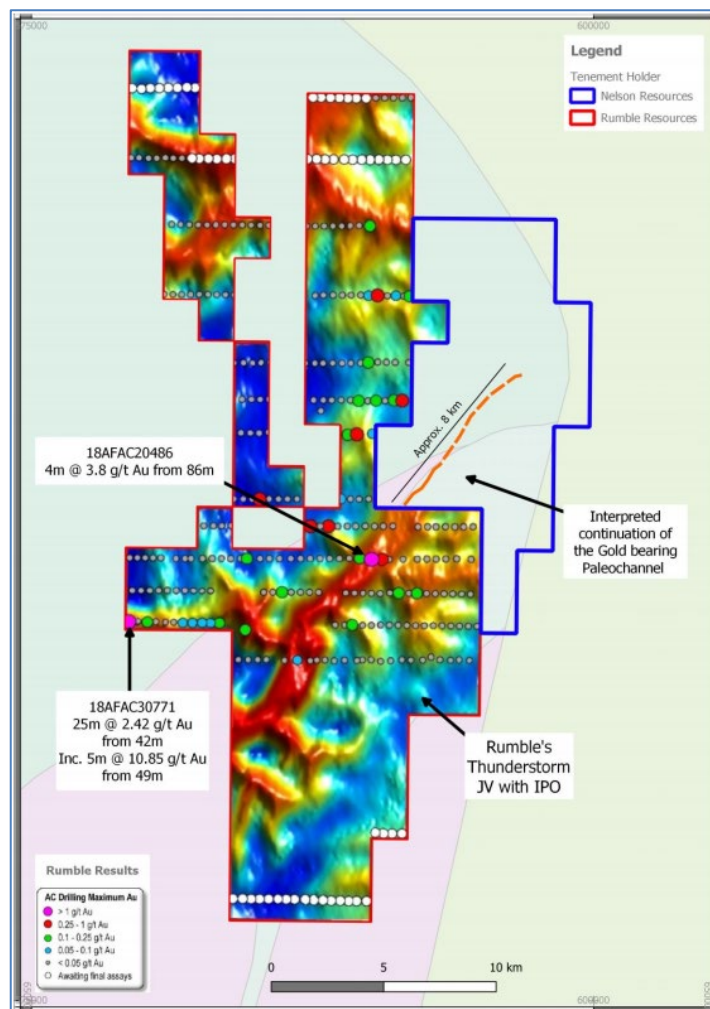 75000
600000
Legend
Tenement Holder
Nelson Resources
Rumble Resources
Approx. 8 km
18AFAC20486
4m @ 3.8 g/t Au from 86m
Interpreted
continuation of
the Gold bearing
Paleochannel
18AFAC30771
25m @ 2.42 g/t Au
from 42m
Inc. 5m @ 10.85 g/t Au
from 49m
Rumble's
Thunderstorm
JV with IPO
Rumble Results
AC Drilling Maximum Au
> 1 g/t Au
0.25 - 1 g/t Au
0.1 - 0.25 g/t Au
0.05 - 0.1 g/t Au
< 0.05 g/t Au
Awaiting final assays
0 5 10 km
600000